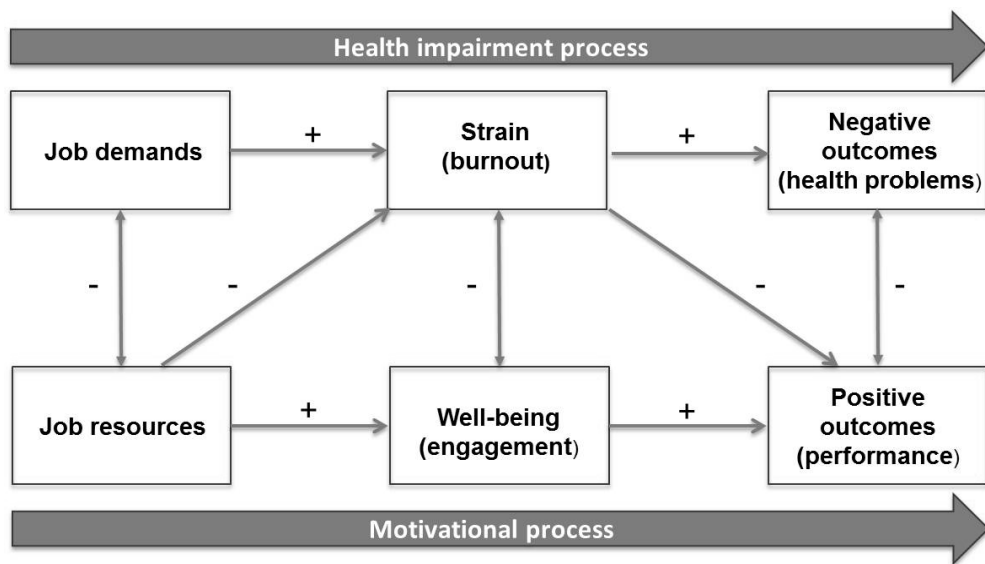 Health impairment process
Job demands
+
Strain
(burnout)
+
Negative
outcomes
(health problems)
-
-
-
-
-
Job resources
+
Well-being
(engagement)
+
Positive
outcomes
(performance)
Motivational process